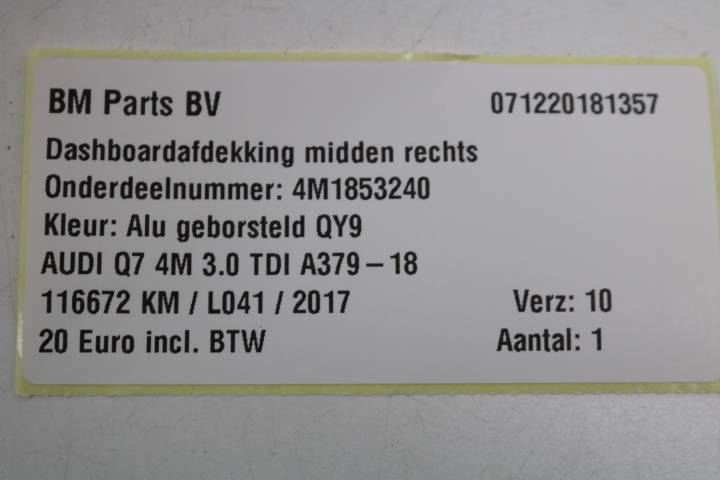 BM Parts BV 071220181357
Dashboardafdekking midden rechts
Onderdeelnummer: 4M1853240
Kleur: Alu geborsteld QY9
AUDI Q7 4M 3.0 TDI A379 – 18
116672 KM / L041 / 2017 Verz: 10
20 Euro incl. BTW Aantal: 1